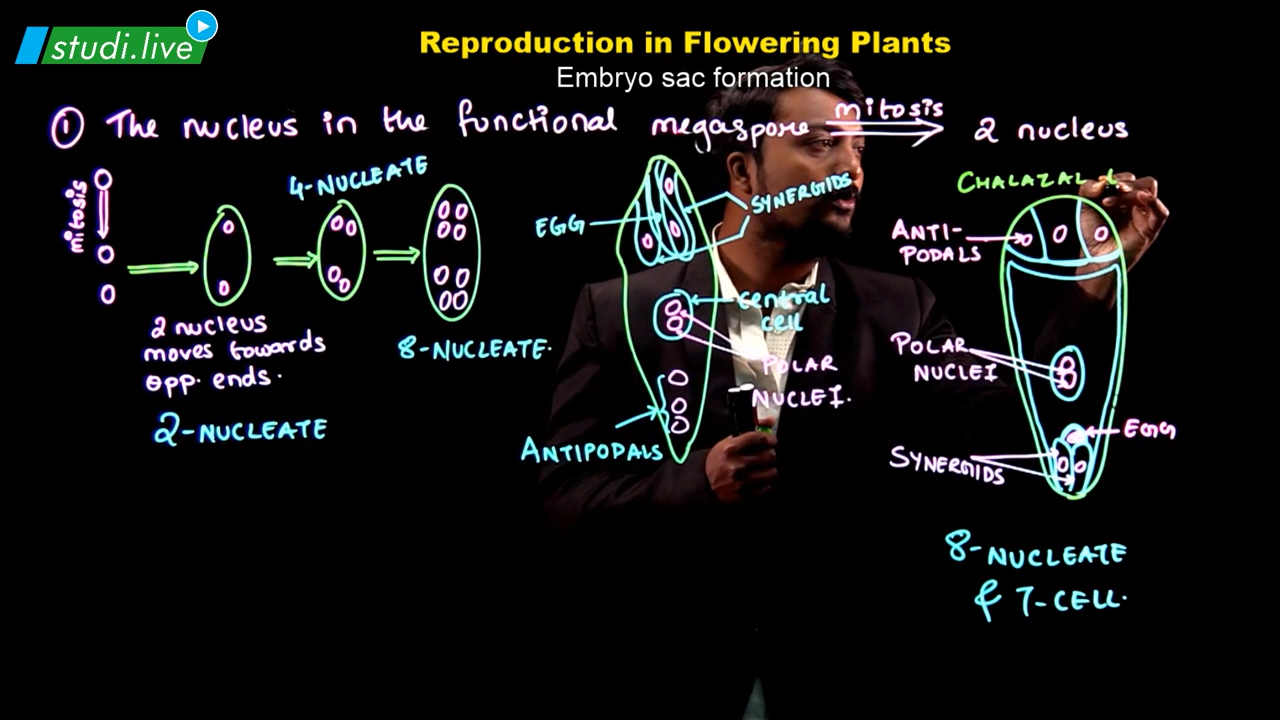 studi.live
Reproduction in Flowering Plants
Embryo sac formation
① The nucleus in the functional megaspore mitosis 2 nucleus
mitosis
2 nucleus
moves towards
opp. ends.
2-NUCLEATE
4-NUCLEATE
8-NUCLEATE.
EGG
SYNERGIDS
central
cell
POLAR
NUCLEI.
ANTIPODALS
CHALAZAL
ANTI-
PODALS
POLAR
NUCLEI
EGG
SYNERGIDS
8-NUCLEATE
& 7-CELL.